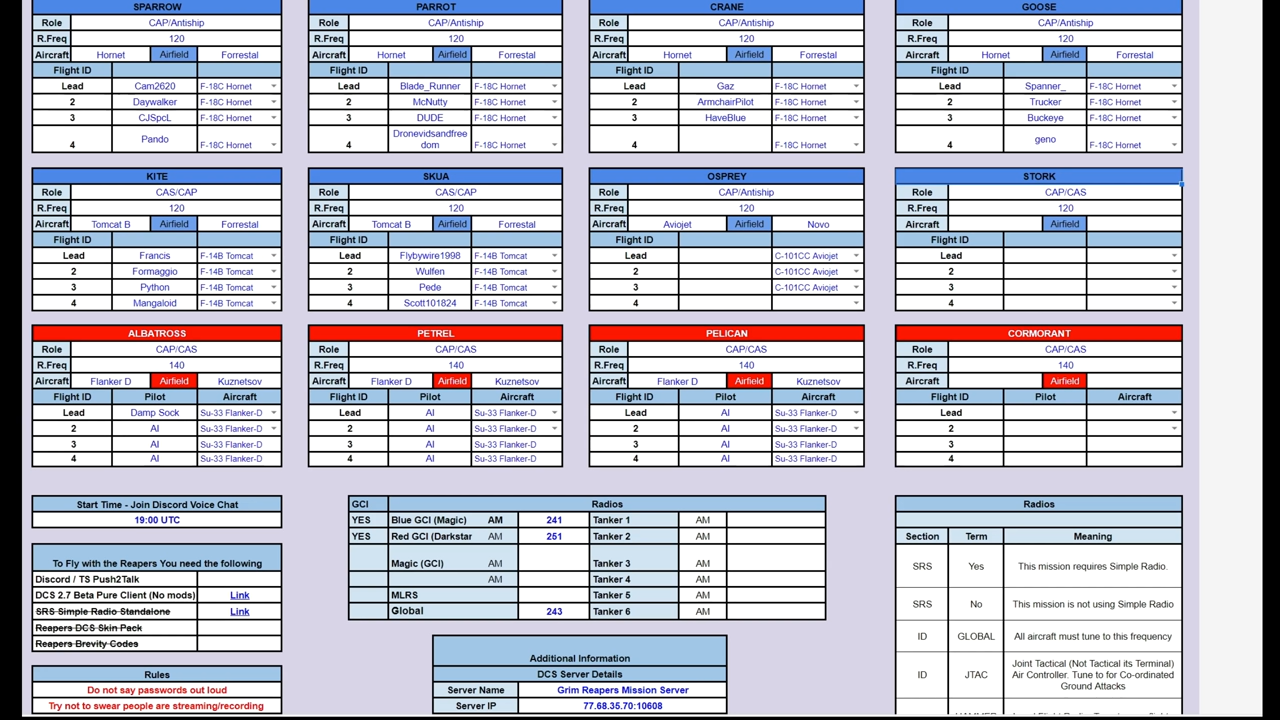 SPARROW PARROT CRANE GOOSE
Role CAP/Antiship Role CAP/Antiship Role CAP/Antiship Role CAP/Antiship
R.Freq 120 R.Freq 120 R.Freq 120 R.Freq 120
Aircraft Hornet Airfield Forrestal Aircraft Hornet Airfield Forrestal Aircraft Hornet Airfield Forrestal Aircraft Hornet Airfield Forrestal
Flight ID Flight ID Flight ID Flight ID
Lead Cam2620 F-18C Hornet Lead Blade_Runner F-18C Hornet Lead Gaz F-18C Hornet Lead Spanner_ F-18C Hornet
2 Daywalker F-18C Hornet 2 McNutty F-18C Hornet 2 ArmchairPilot F-18C Hornet 2 Trucker F-18C Hornet
3 CJSpcL F-18C Hornet 3 DUDE F-18C Hornet 3 HaveBlue F-18C Hornet 3 Buckeye F-18C Hornet
4 Pando F-18C Hornet 4 Dronevidsandfree
dom F-18C Hornet 4 F-18C Hornet 4 geno F-18C Hornet
KITE SKUA OSPREY STORK
Role CAS/CAP Role CAS/CAP Role CAP/Antiship Role CAP/CAS
R.Freq 120 R.Freq 120 R.Freq 120 R.Freq 120
Aircraft Tomcat B Airfield Forrestal Aircraft Tomcat B Airfield Forrestal Aircraft Aviojet Airfield Novo Aircraft Airfield
Flight ID Flight ID Flight ID Flight ID
Lead Francis F-14B Tomcat Lead Flybywire1998 F-14B Tomcat Lead C-101CC Aviojet Lead
2 Formaggio F-14B Tomcat 2 Wulfen F-14B Tomcat 2 C-101CC Aviojet 2
3 Python F-14B Tomcat 3 Pede F-14B Tomcat 3 C-101CC Aviojet 3
4 Mangaloid F-14B Tomcat 4 Scott101824 F-14B Tomcat 4 4
ALBATROSS PETREL PELICAN CORMORANT
Role CAP/CAS Role CAP/CAS Role CAP/CAS Role CAP/CAS
R.Freq 140 R.Freq 140 R.Freq 140 R.Freq 140
Aircraft Flanker D Airfield Kuznetsov Aircraft Flanker D Airfield Kuznetsov Aircraft Flanker D Airfield Kuznetsov Aircraft Airfield
Flight ID Pilot Aircraft Flight ID Pilot Aircraft Flight ID Pilot Aircraft Flight ID Pilot Aircraft
Lead Damp Sock Su-33 Flanker-D Lead AI Su-33 Flanker-D Lead AI Su-33 Flanker-D Lead
2 AI Su-33 Flanker-D 2 AI Su-33 Flanker-D 2 AI Su-33 Flanker-D 2
3 AI Su-33 Flanker-D 3 AI Su-33 Flanker-D 3 AI Su-33 Flanker-D 3
4 AI Su-33 Flanker-D 4 AI Su-33 Flanker-D 4 AI Su-33 Flanker-D 4
Start Time - Join Discord Voice Chat
19:00 UTC
To Fly with the Reapers You need the following
Discord / TS Push2Talk
DCS 2.7 Beta Pure Client (No mods) Link
SRS Simple Radio Standalone Link
Reapers DCS Skin Pack
Reapers Brevity Codes
Rules
Do not say passwords out loud
Try not to swear people are streaming/recording
GCI Radios
YES Blue GCI (Magic) AM 241 Tanker 1 AM
YES Red GCI (Darkstar AM 251 Tanker 2 AM
Magic (GCI) AM Tanker 3 AM
AM Tanker 4 AM
MLRS Tanker 5 AM
Global 243 Tanker 6 AM
Additional Information
DCS Server Details
Server Name Grim Reapers Mission Server
Server IP 77.68.35.70:10608
Radios
Section Term Meaning
SRS Yes This mission requires Simple Radio.
SRS No This mission is not using Simple Radio
ID GLOBAL All aircraft must tune to this frequency
ID JTAC Joint Tactical (Not Tactical its Terminal)
Air Controller. Tune to for Co-ordinated
Ground Attacks